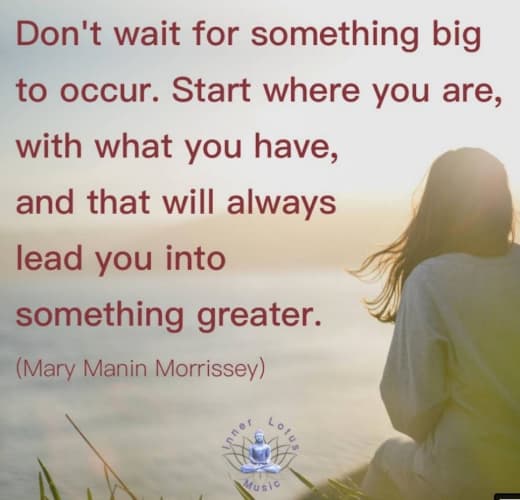 Don't wait for something big
to occur. Start where you are,
with what you have,
and that will always
lead you into
something greater.
(Mary Manin Morrissey)
Inner Lotus
Music